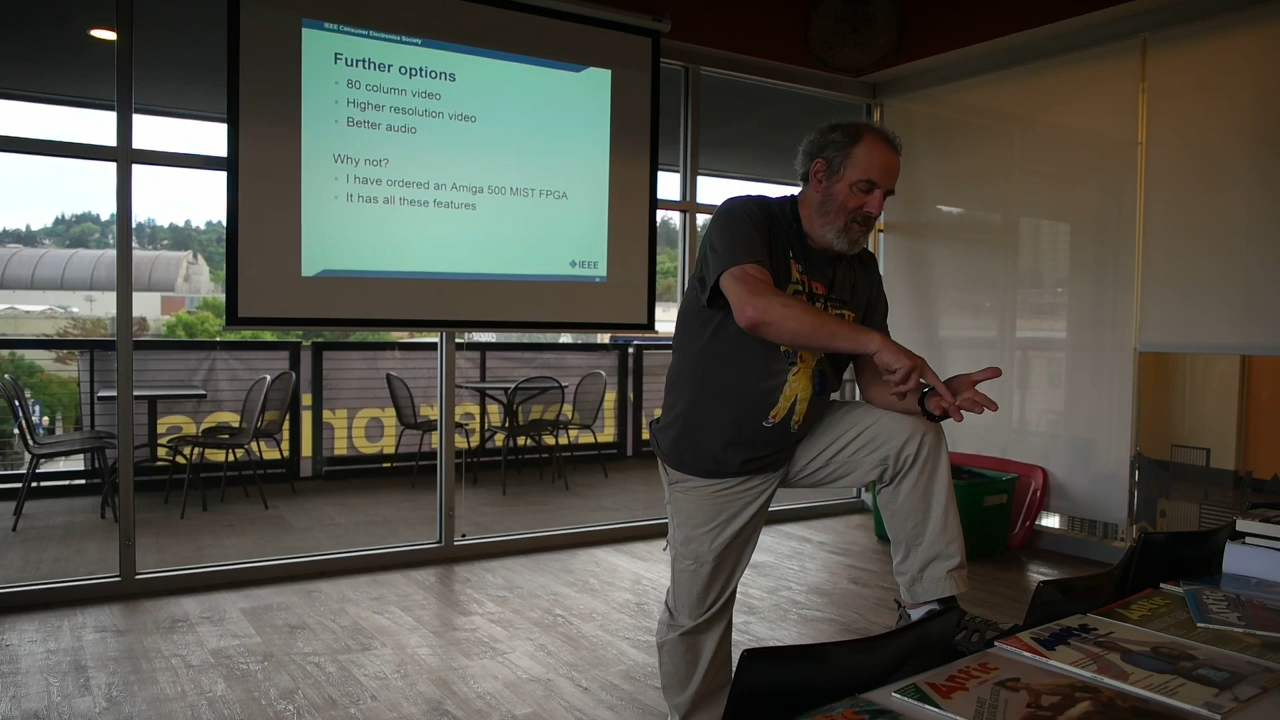 IEEE Consumer Electronics Society
Further options
80 column video
Higher resolution video
Better audio
Why not?
I have ordered an Amiga 500 MIST FPGA
It has all these features
IEEE
Antic
Antic
Antic
Antic